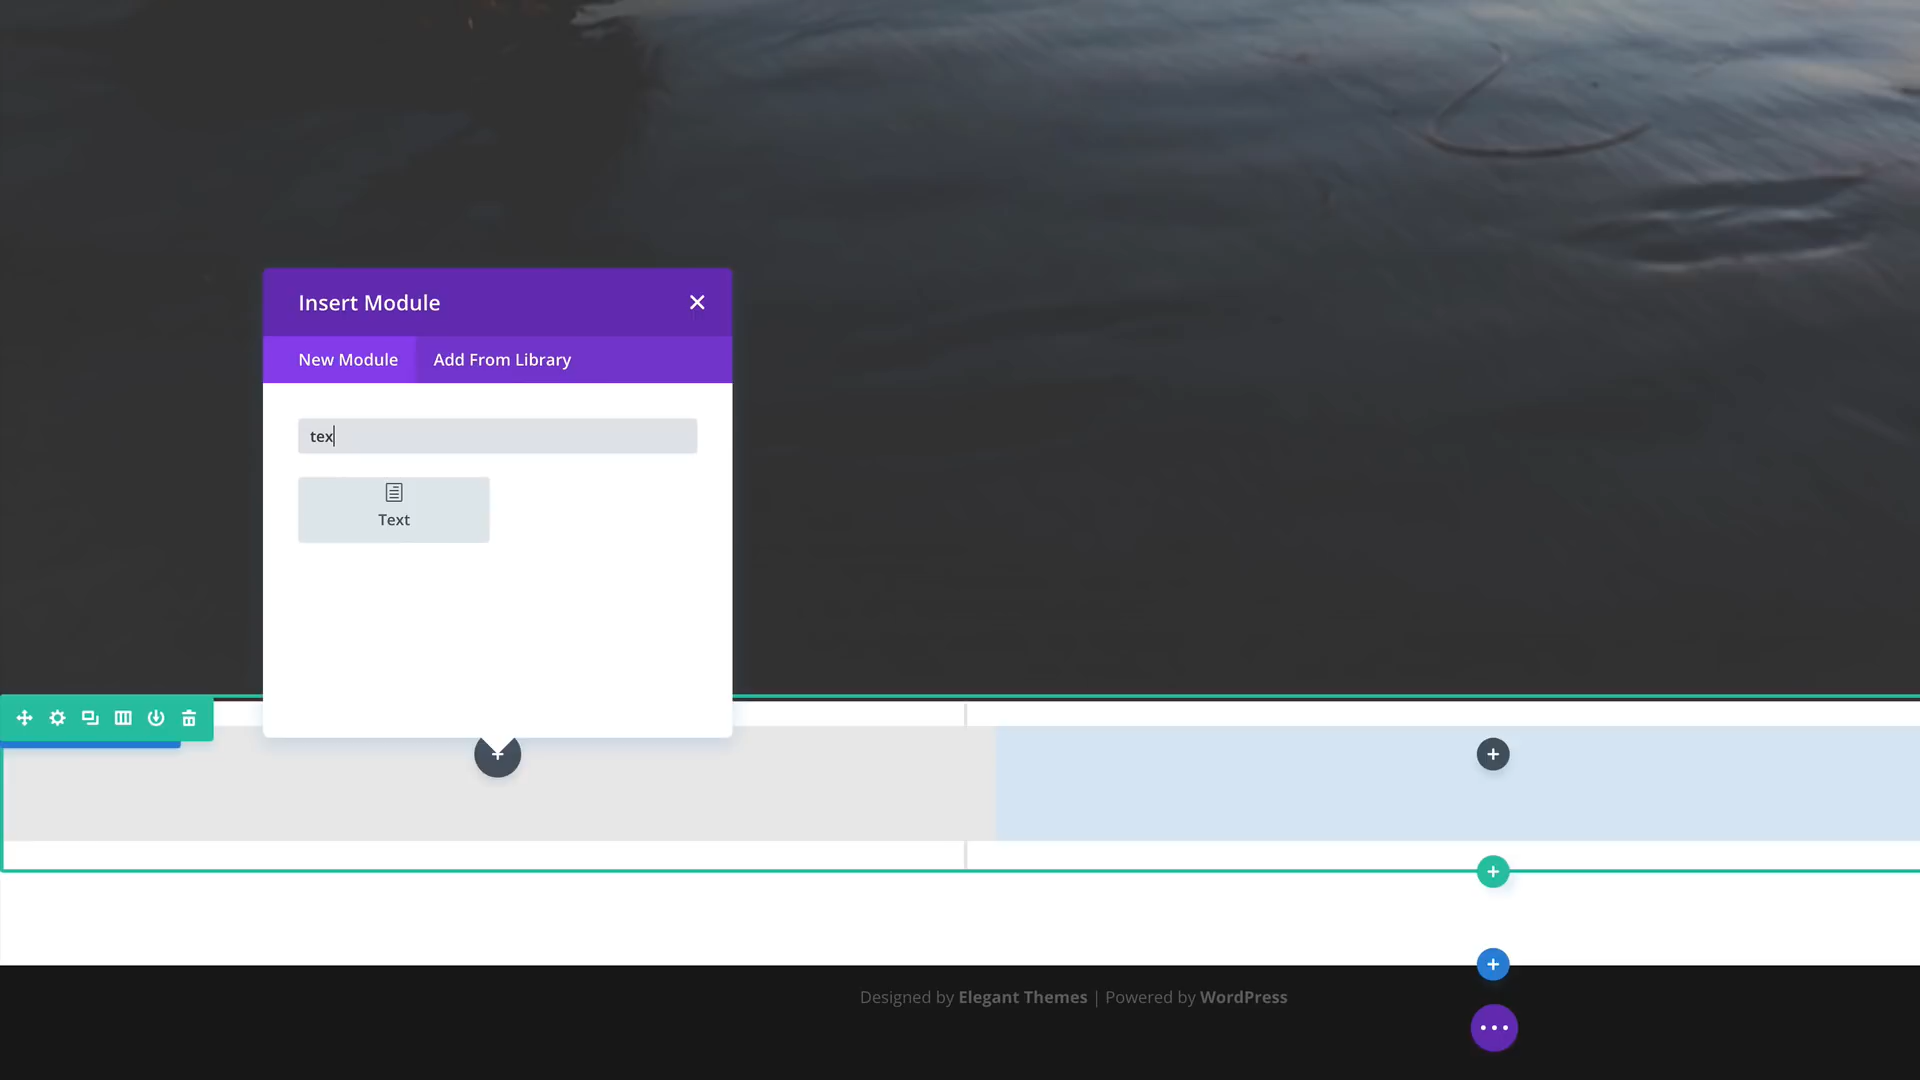 Insert Module
New Module
Add From Library
tex
Text
Designed by Elegant Themes | Powered by WordPress